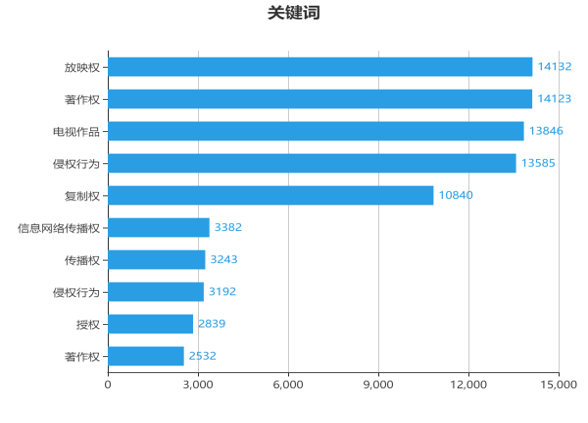 关键词
放映权 14132
著作权 14123
电视作品 13846
侵权行为 13585
复制权 10840
信息网络传播权 3382
传播权 3243
侵权行为 3192
授权 2839
著作权 2532
0 3,000 6,000 9,000 12,000 15,000